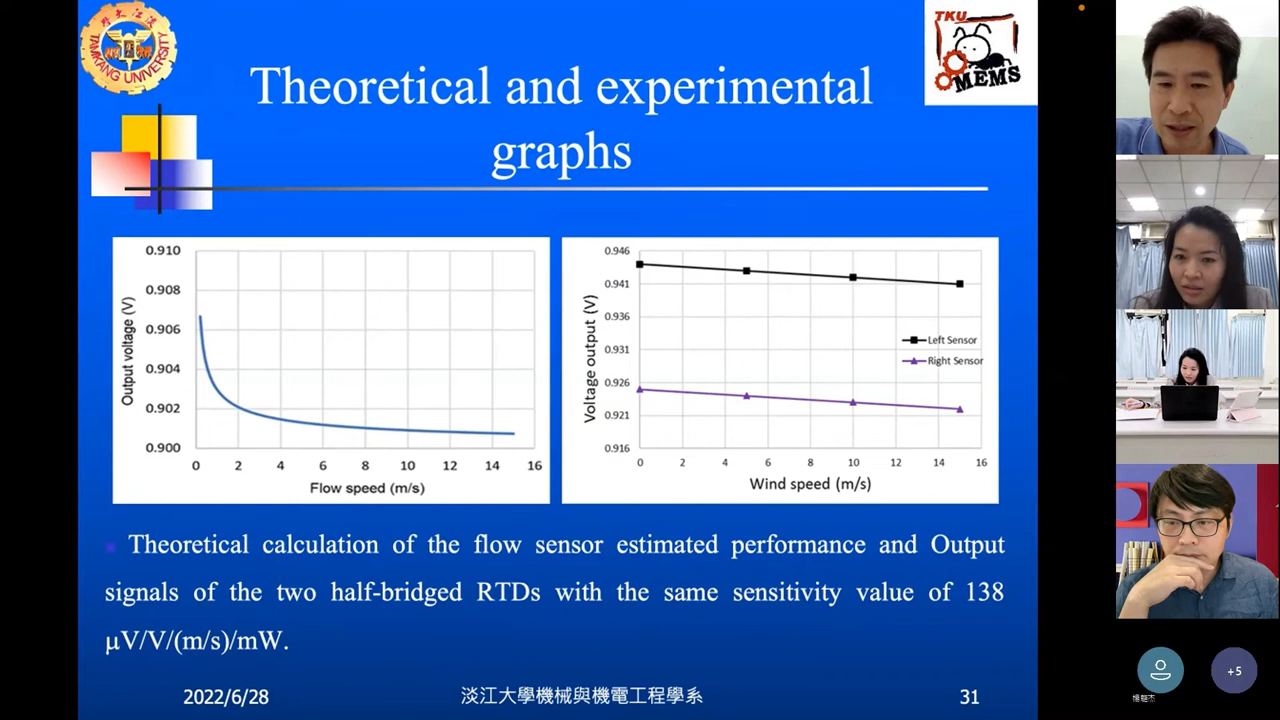 TAMKANG UNIVERSITY
TKU
MEMS
Theoretical and experimental
graphs
0.910
0.908
0.906
0.904
0.902
0.900
Output voltage (V)
0 2 4 6 8 10 12 14 16
Flow speed (m/s)
0.946
0.941
0.936
0.931
0.926
0.921
0.916
Voltage output (V)
Left Sensor
Right Sensor
0 2 4 6 8 10 12 14 16
Wind speed (m/s)
Theoretical calculation of the flow sensor estimated performance and Output
signals of the two half-bridged RTDs with the same sensitivity value of 138
µV/V/(m/s)/mW.
2022/6/28
淡江大學機械與機電工程學系
31
+5